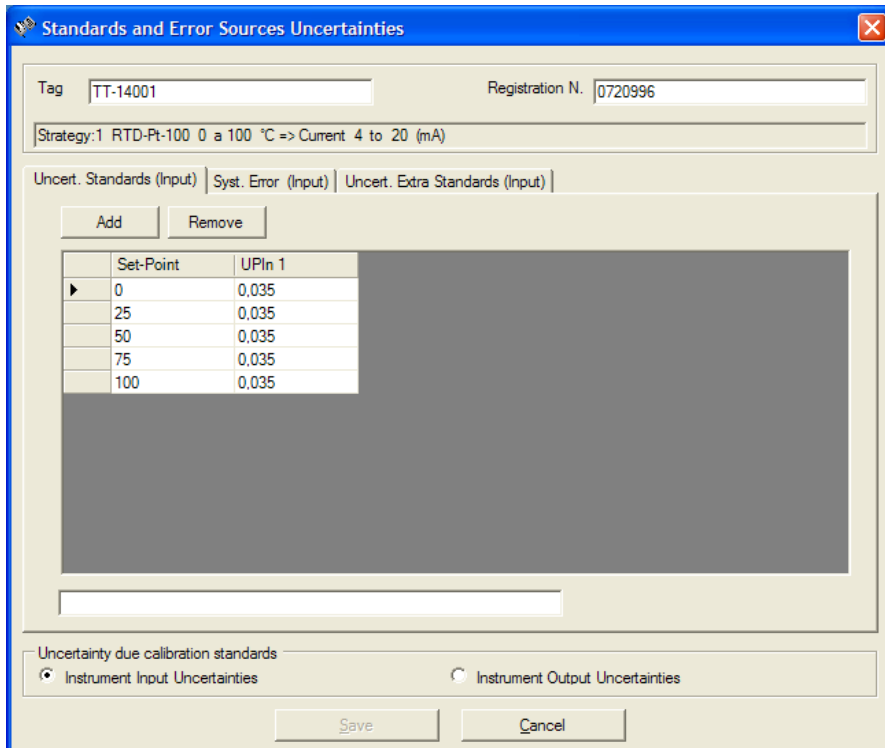 Standards and Error Sources Uncertainties
Tag TT-14001 Registration N. 0720996
Strategy:1 RTD-Pt-100 0 a 100 °C => Current 4 to 20 (mA)
Uncert. Standards (Input) Syst. Error (Input) Uncert. Extra Standards (Input)
Add Remove
Set-Point UPIn 1
0 0,035
25 0,035
50 0,035
75 0,035
100 0,035
Uncertainty due calibration standards
Instrument Input Uncertainties Instrument Output Uncertainties
Save Cancel